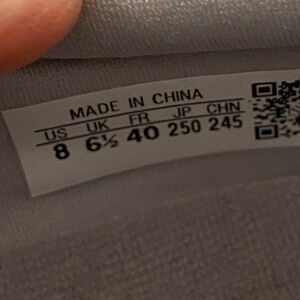 MADE IN CHINA
US UK FR JP CHN
8 6½ 40 250 245